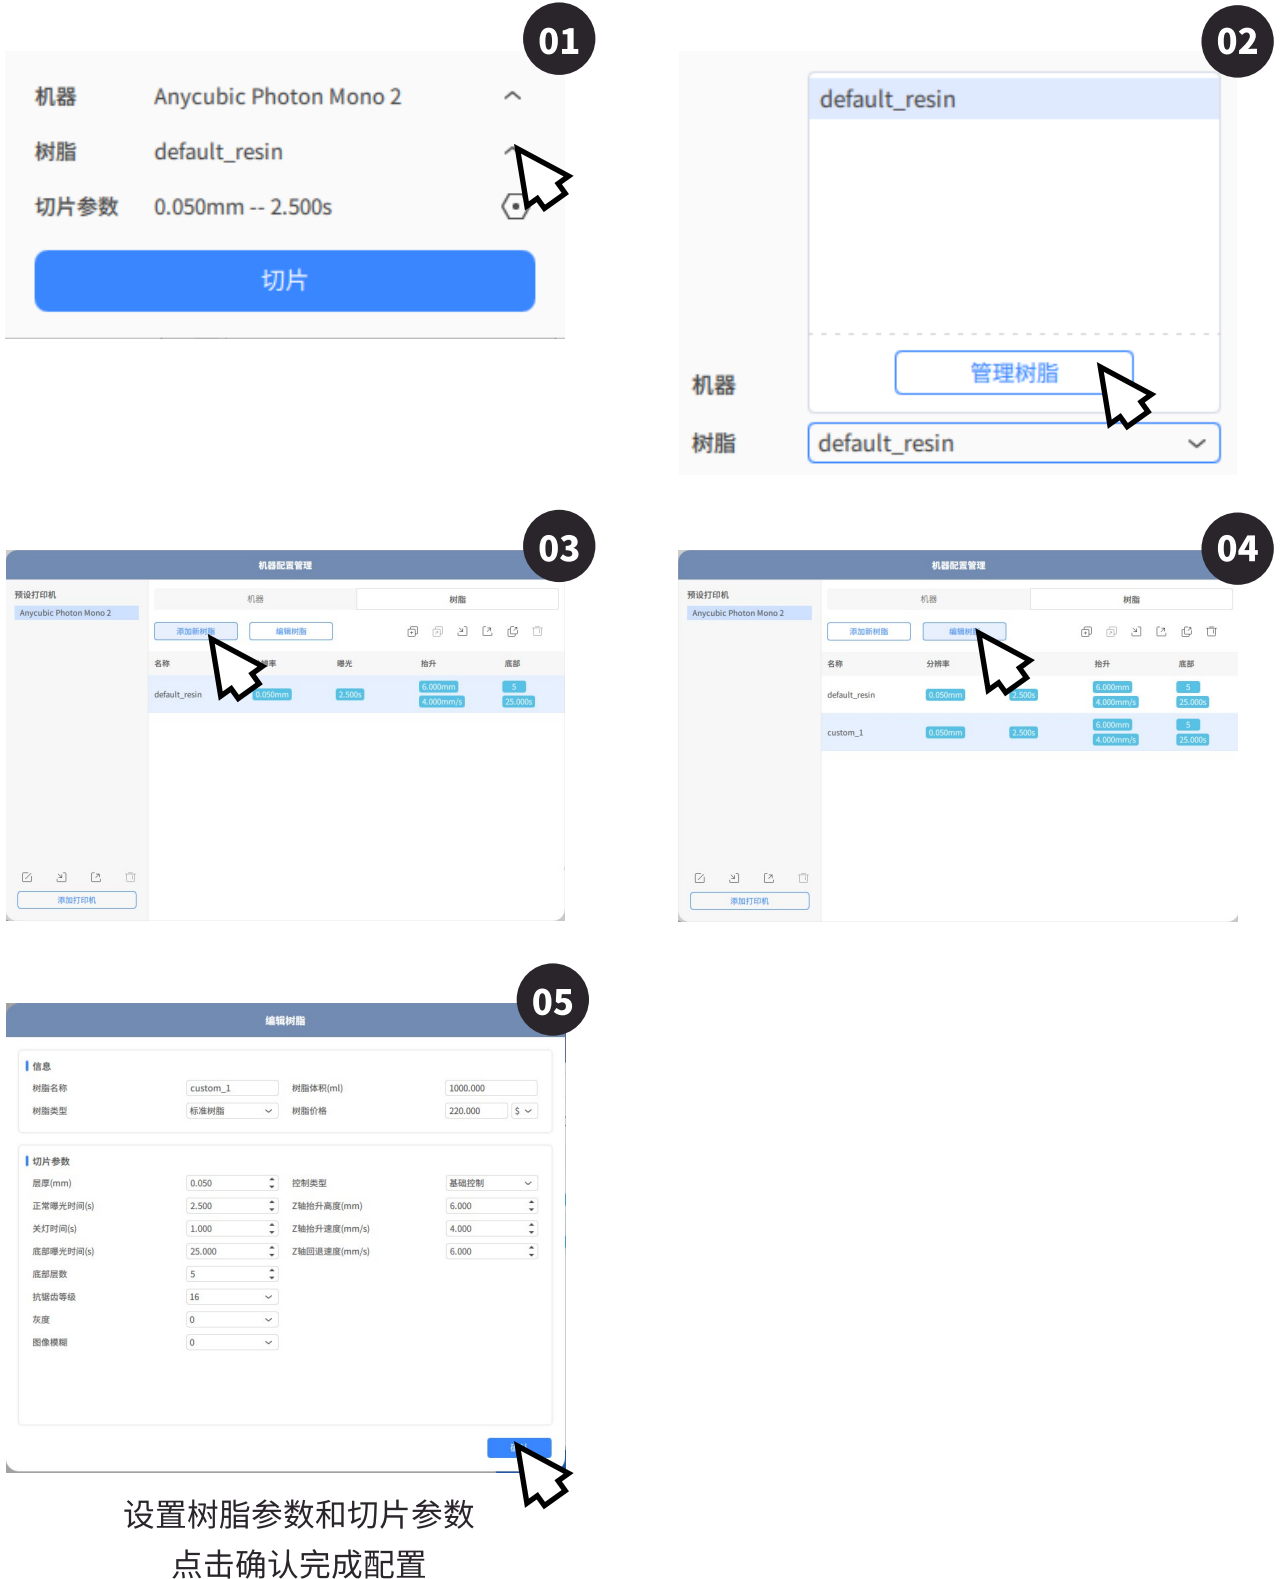 01
机器 Anycubic Photon Mono 2
树脂 default_resin
切片参数 0.050mm -- 2.500s
切片
02
default_resin
管理树脂
机器
树脂 default_resin
03
机器配置管理
预设打印机
Anycubic Photon Mono 2
机器 树脂
添加新树脂 编辑树脂
名称 辨率 曝光 抬升 底部
default_resin 0.050mm 2.500s 6.000mm 5
4.000mm/s 25.000s
添加打印机
04
机器配置管理
预设打印机
Anycubic Photon Mono 2
机器 树脂
添加新树脂 编辑树
名称 分辨率 抬升 底部
default_resin 0.050mm 2.500s 6.000mm 5
4.000mm/s 25.000s
custom_1 0.050mm 2.500s 6.000mm 5
4.000mm/s 25.000s
添加打印机
05
编辑树脂
信息
树脂名称 custom_1 树脂体积(ml) 1000.000
树脂类型 标准树脂 树脂价格 220.000 $
切片参数
层厚(mm) 0.050 控制类型 基础控制
正常曝光时间(s) 2.500 Z轴抬升高度(mm) 6.000
关灯时间(s) 1.000 Z轴抬升速度(mm/s) 4.000
底部曝光时间(s) 25.000 Z轴回退速度(mm/s) 6.000
底部层数 5
抗锯齿等级 16
灰度 0
图像模糊 0
设置树脂参数和切片参数
点击确认完成配置